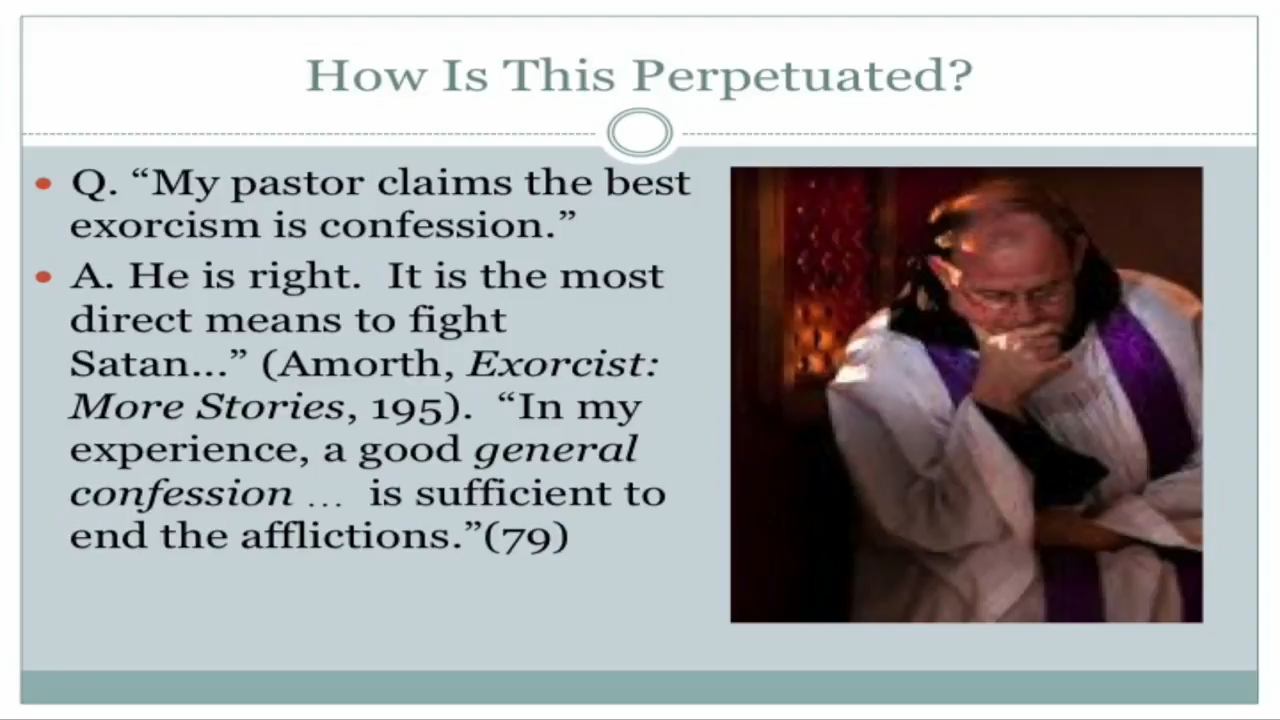 How Is This Perpetuated?
• Q. “My pastor claims the best
exorcism is confession.”
• A. He is right.  It is the most
direct means to fight
Satan…” (Amorth, Exorcist:
More Stories, 195).  “In my
experience, a good general
confession …  is sufficient to
end the afflictions.”(79)